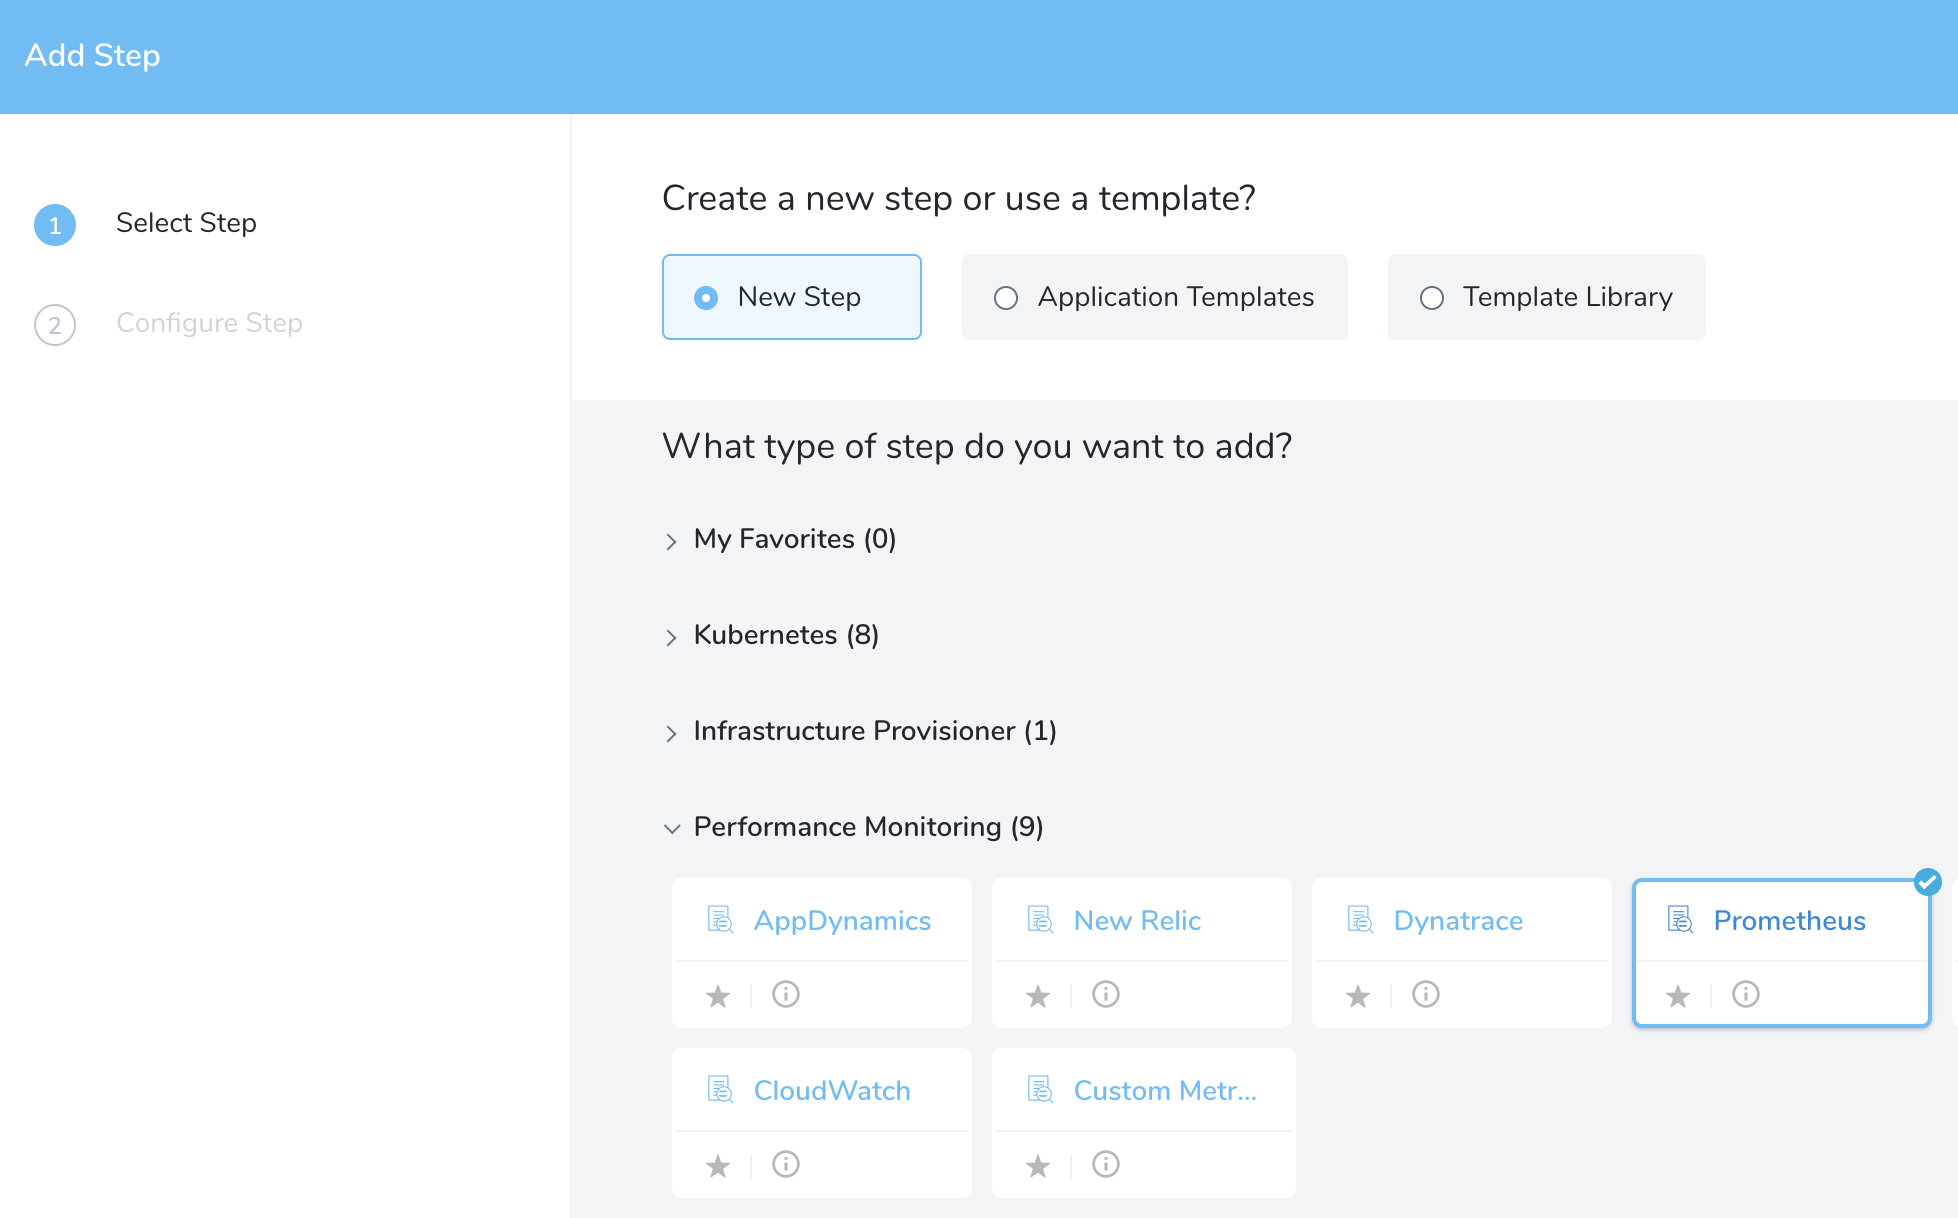 Add Step
1 Select Step
2 Configure Step
Create a new step or use a template?
New Step Application Templates Template Library
What type of step do you want to add?
My Favorites (0)
Kubernetes (8)
Infrastructure Provisioner (1)
Performance Monitoring (9)
AppDynamics New Relic Dynatrace Prometheus
CloudWatch Custom Metr...